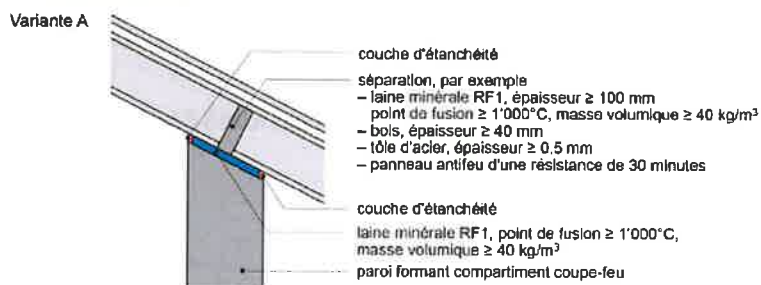 Variante A
couche d'étanchéité
séparation, par exemple
– laine minérale RF1, épaisseur ≥ 100 mm
point de fusion ≥ 1'000°C, masse volumique ≥ 40 kg/m³
– bois, épaisseur ≥ 40 mm
– tôle d'acier, épaisseur ≥ 0.5 mm
– panneau antifeu d'une résistance de 30 minutes
couche d'étanchéité
laine minérale RF1, point de fusion ≥ 1'000°C,
masse volumique ≥ 40 kg/m³
paroi formant compartiment coupe-feu